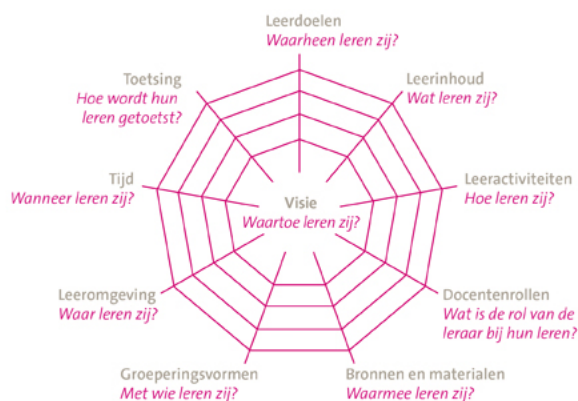 Leerdoelen
Waarheen leren zij?
Leerinhoud
Wat leren zij?
Leeractiviteiten
Hoe leren zij?
Docentenrollen
Wat is de rol van de
leraar bij hun leren?
Bronnen en materialen
Waarmee leren zij?
Groeperingsvormen
Met wie leren zij?
Leeromgeving
Waar leren zij?
Tijd
Wanneer leren zij?
Toetsing
Hoe wordt hun
leren getoetst?
Visie
Waartoe leren zij?